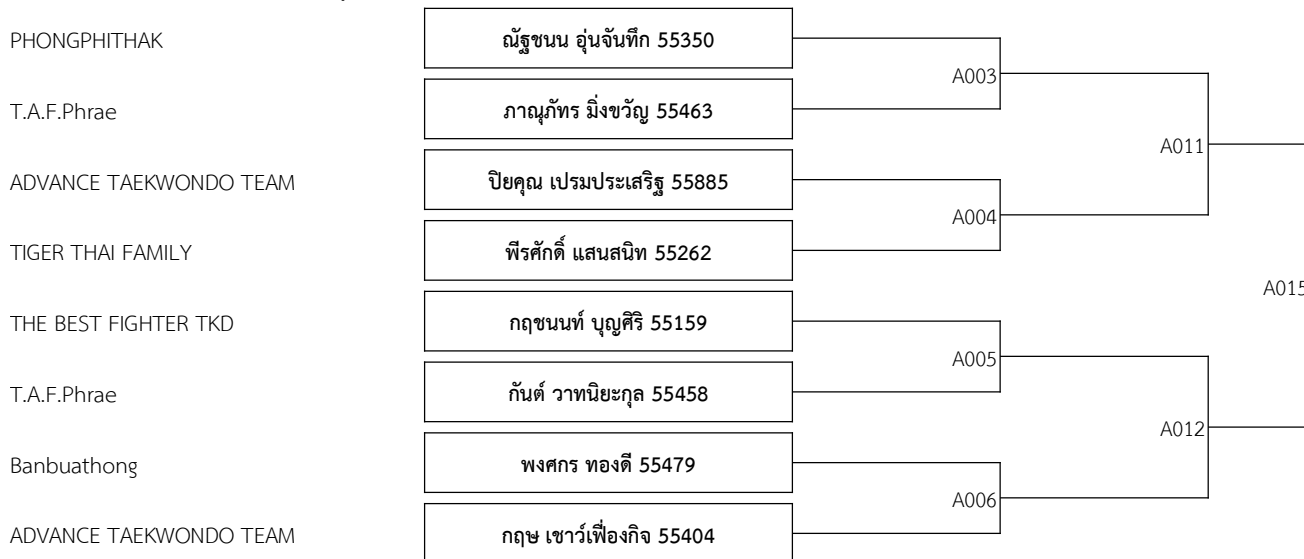 PHONGPHITHAK
ณัฐชนน อุ่นจันทึก 55350
A003
T.A.F.Phrae
ภาณุภัทร มิ่งขวัญ 55463
A011
ADVANCE TAEKWONDO TEAM
ปิยคุณ เปรมประเสริฐ 55885
A004
TIGER THAI FAMILY
พีรศักดิ์ แสนสนิท 55262
A015
THE BEST FIGHTER TKD
กฤชนนท์ บุญศิริ 55159
A005
T.A.F.Phrae
กันต์ วาทนิยะกุล 55458
A012
Banbuathong
พงศกร ทองดี 55479
A006
ADVANCE TAEKWONDO TEAM
กฤษ เชาว์เฟื่องกิจ 55404